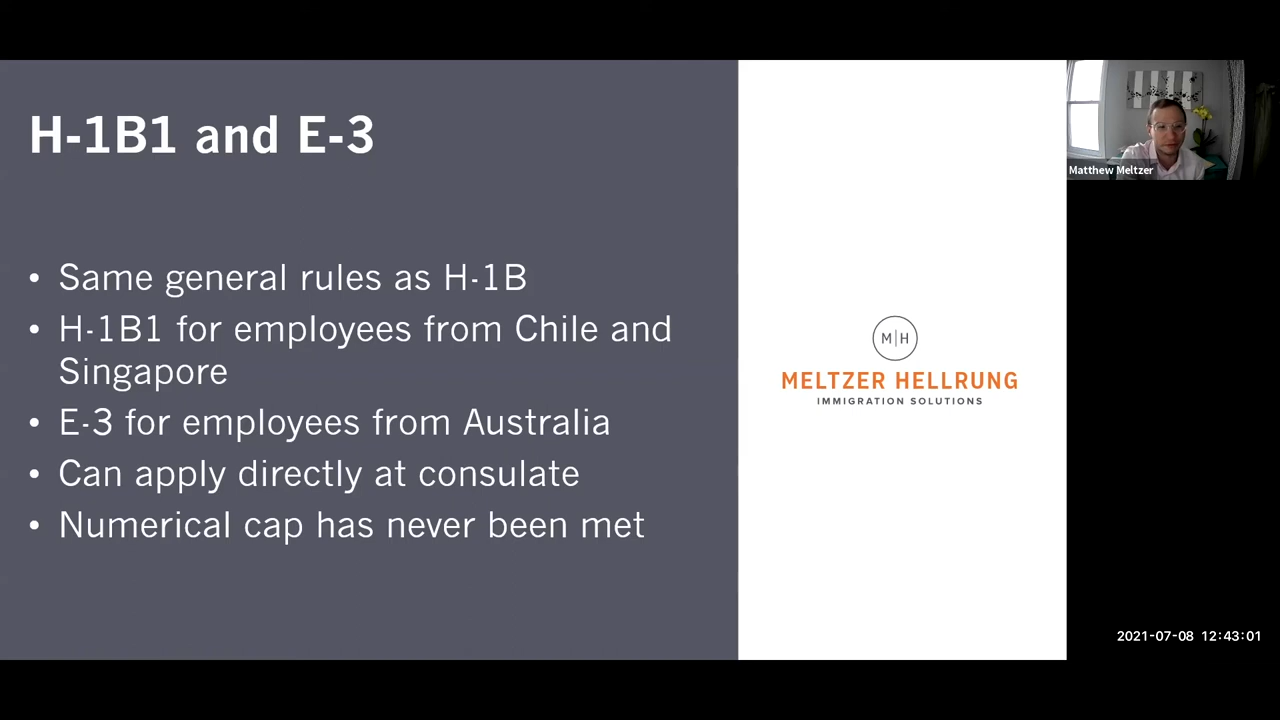 H-1B1 and E-3
• Same general rules as H-1B
• H-1B1 for employees from Chile and
Singapore
• E-3 for employees from Australia
• Can apply directly at consulate
• Numerical cap has never been met
M|H
MELTZER HELLRUNG
IMMIGRATION SOLUTIONS
Matthew Meltzer
2021-07-08 12:43:01